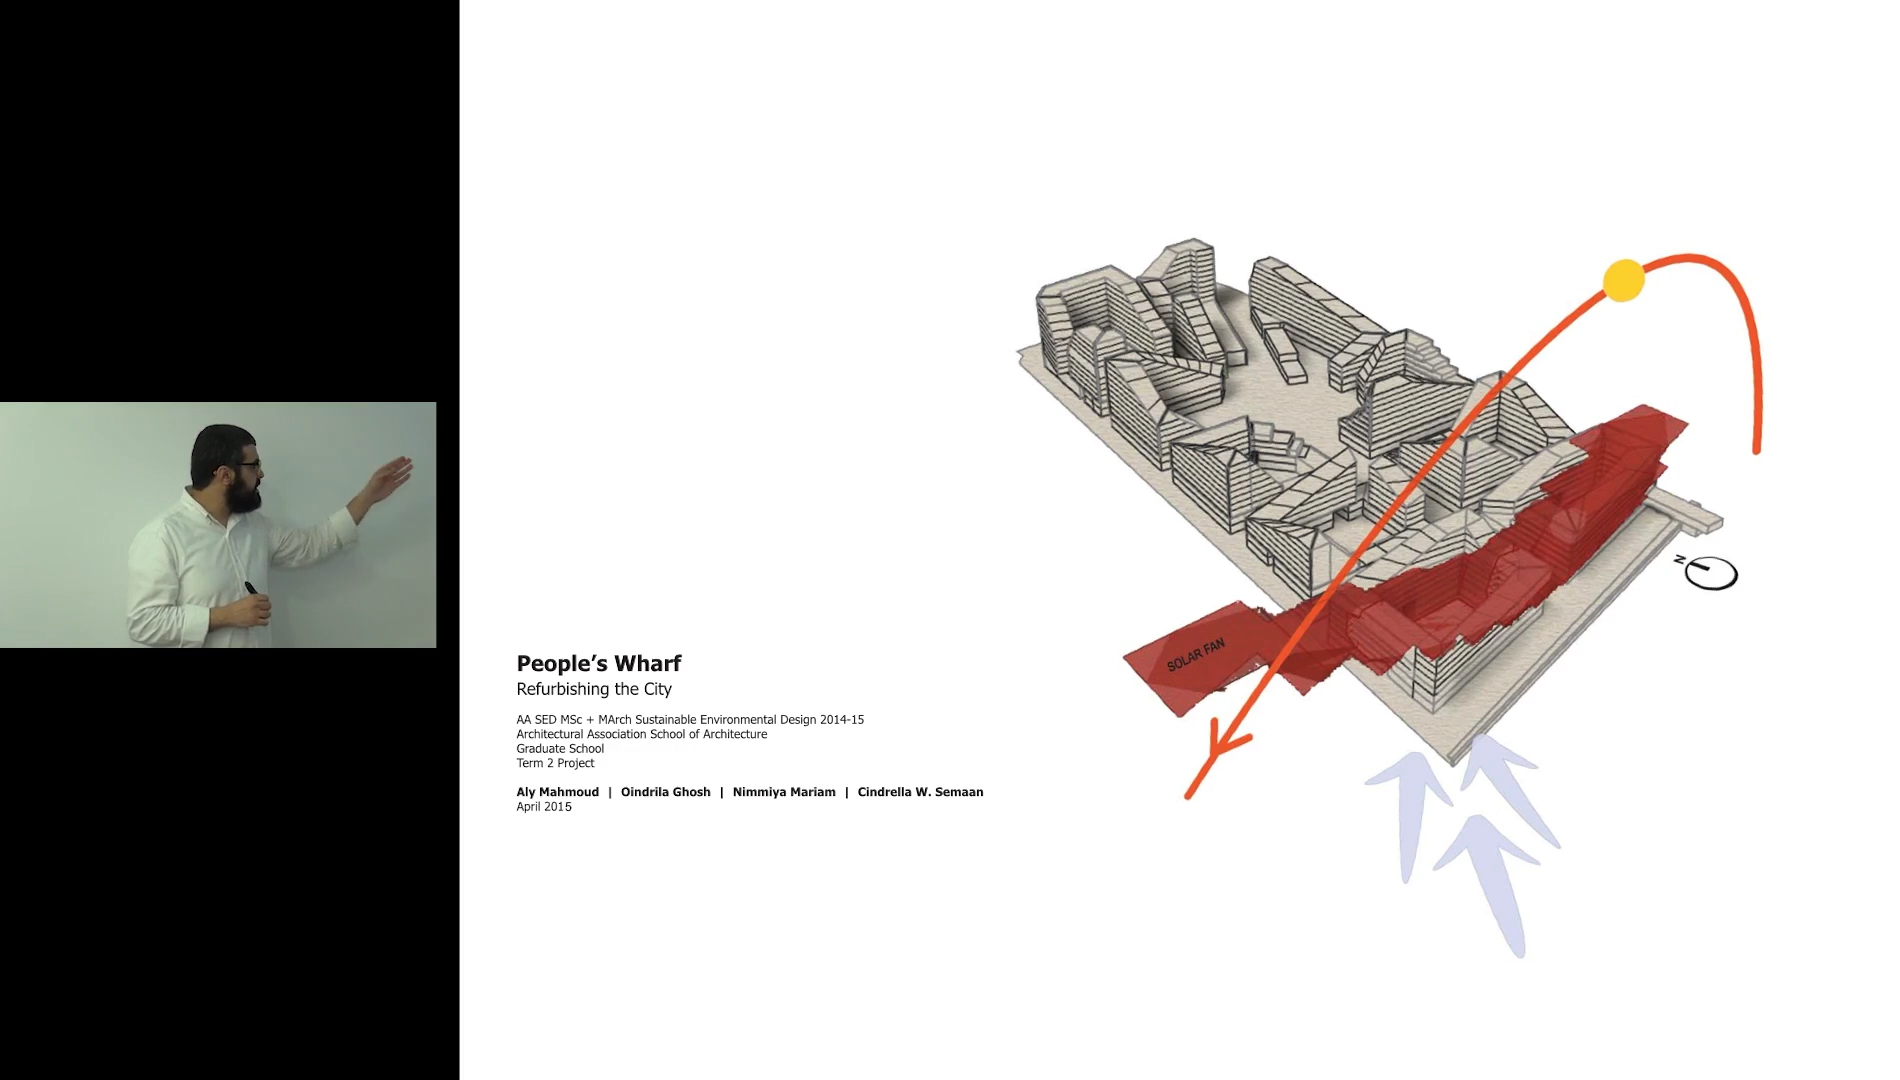 People’s Wharf
Refurbishing the City
AA SED MSc + MArch Sustainable Environmental Design 2014-15
Architectural Association School of Architecture
Graduate School
Term 2 Project
Aly Mahmoud | Oindrila Ghosh | Nimmiya Mariam | Cindrella W. Semaan
April 2015
SOLAR FAN
N